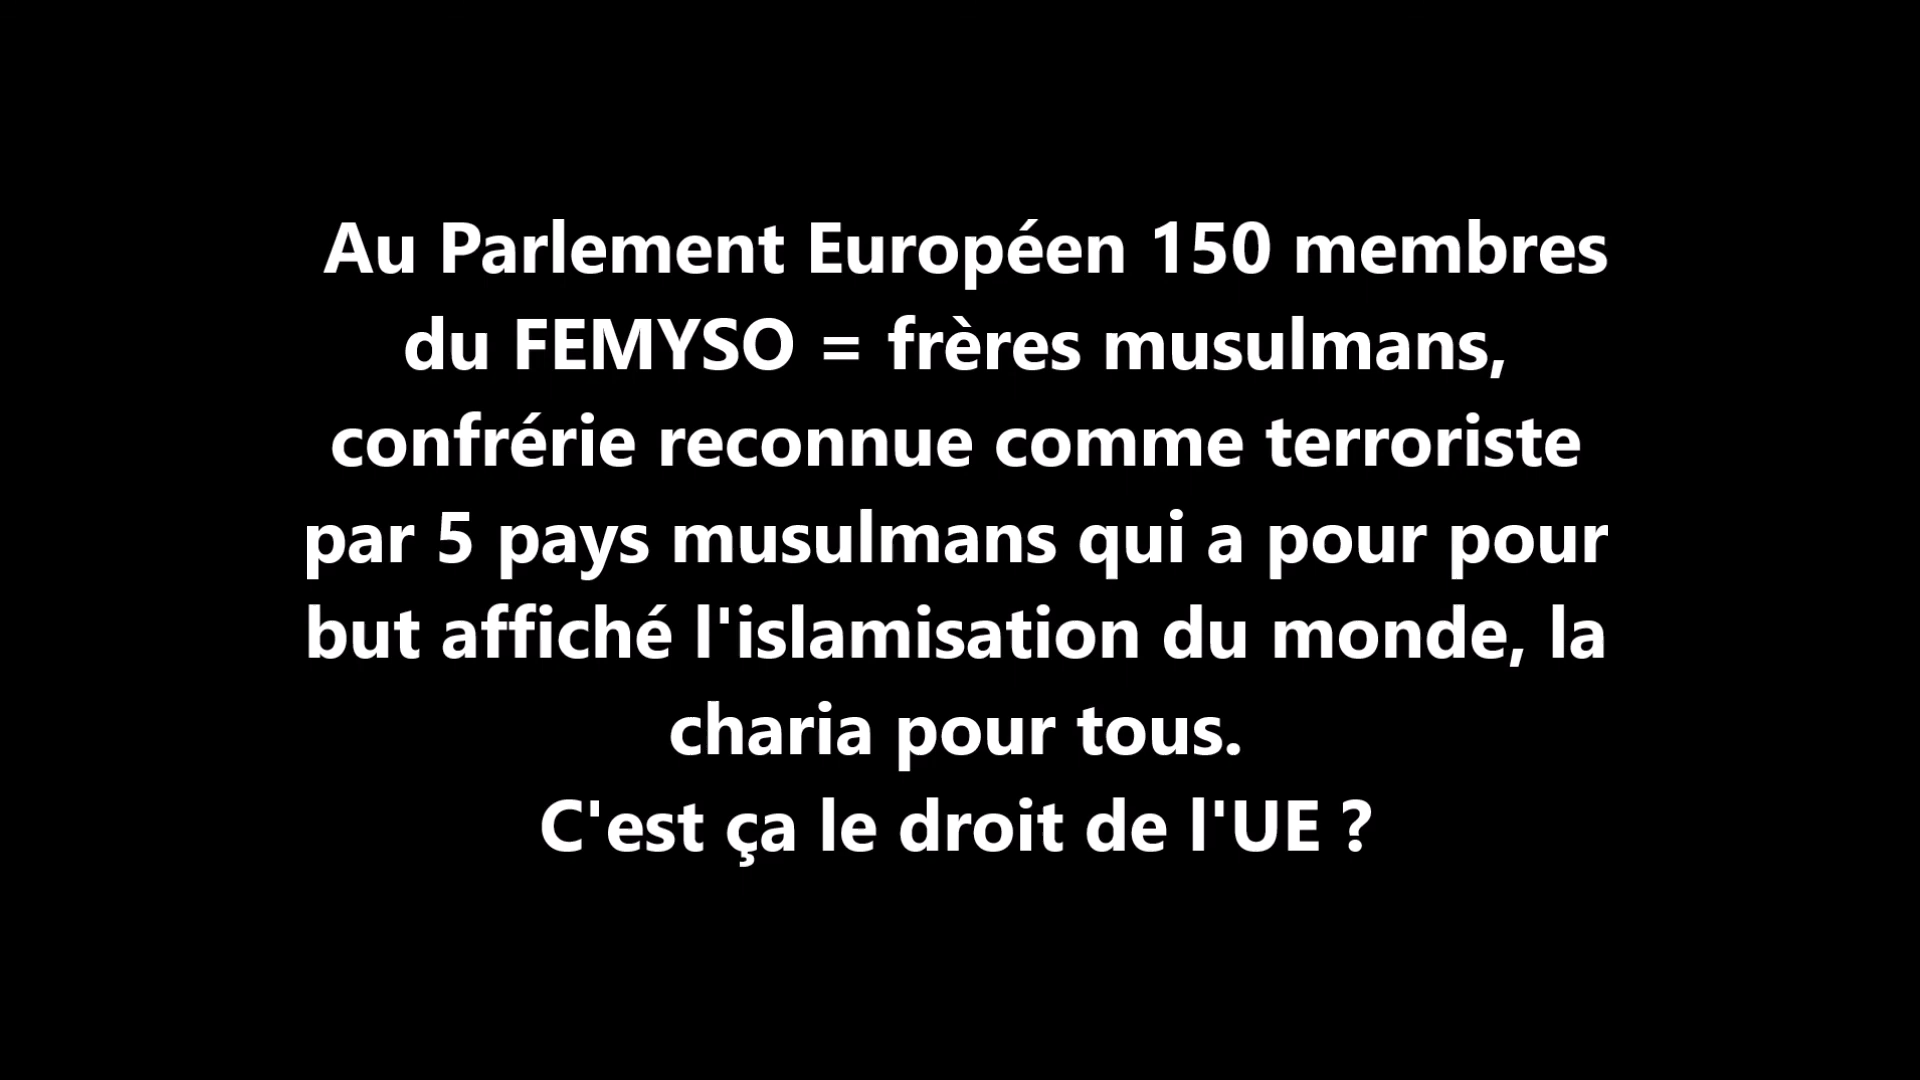 Au Parlement Européen 150 membres
du FEMYSO = frères musulmans,
confrérie reconnue comme terroriste
par 5 pays musulmans qui a pour pour
but affiché l'islamisation du monde, la
charia pour tous.
C'est ça le droit de l'UE ?